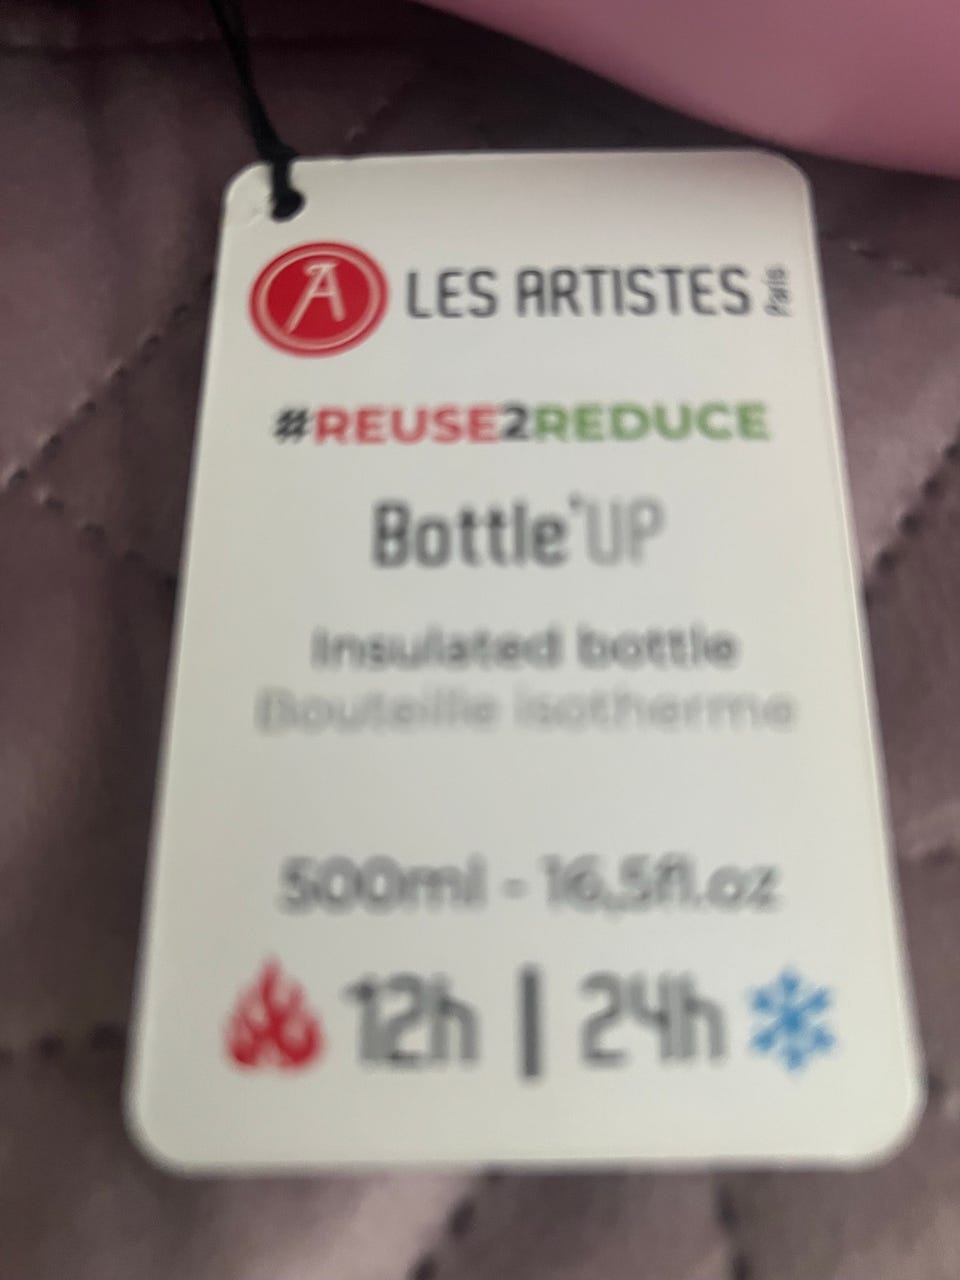 A LES ARTISTES Paris
#REUSE2REDUCE
Bottle'UP
Insulated bottle
Bouteille isotherme
500ml - 16,5fl.oz
12h | 24h